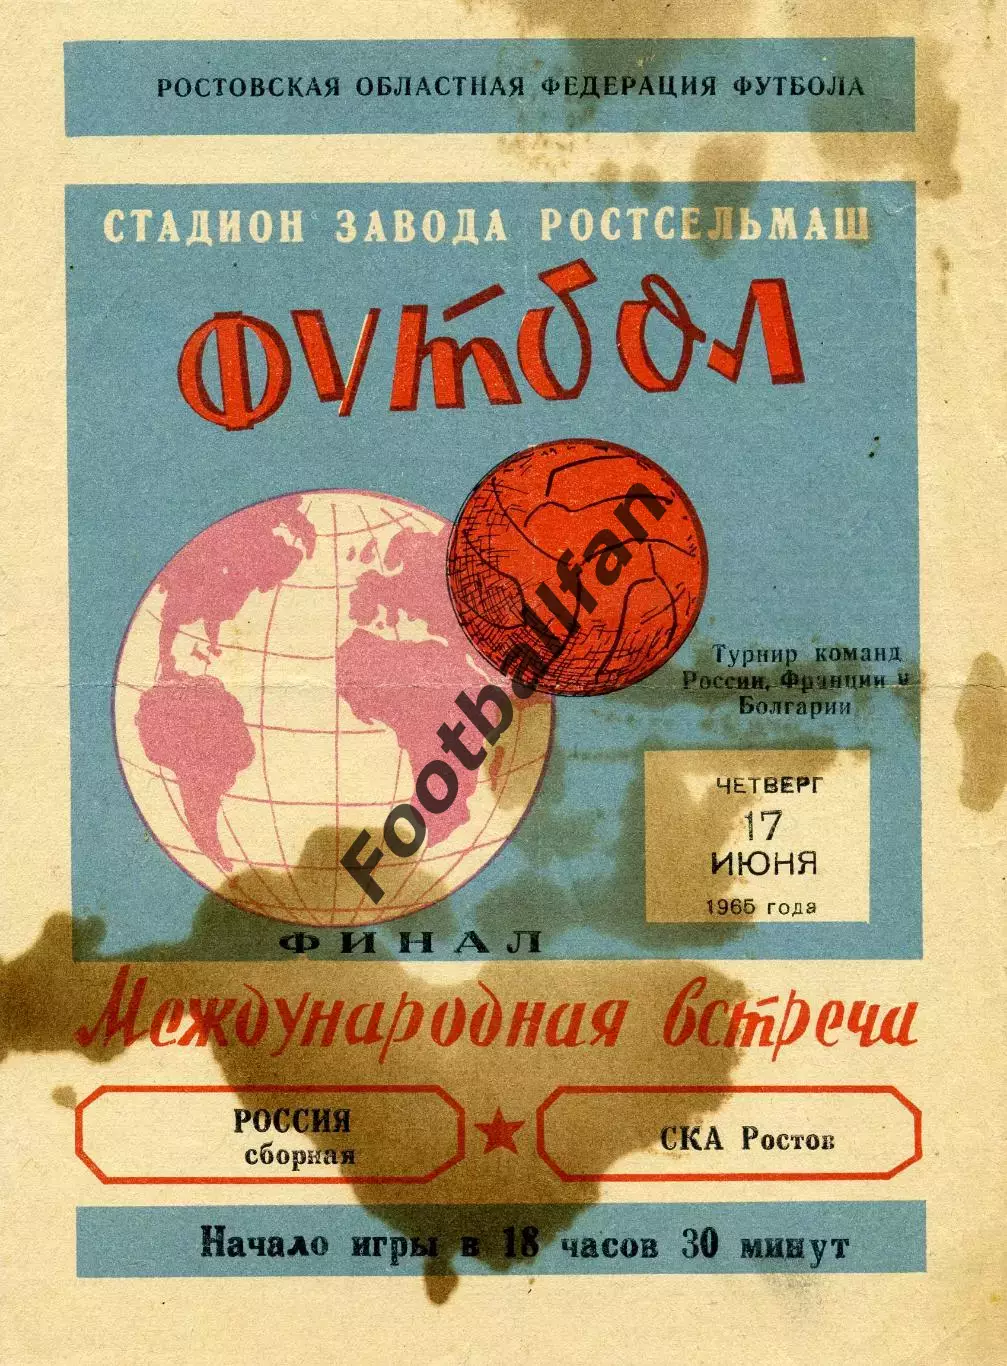 РОСТОВСКАЯ ОБЛАСТНАЯ ФЕДЕРАЦИЯ ФУТБОЛА
СТАДИОН ЗАВОДА РОСТСЕЛЬМАШ
ФУТБОЛ
Турнир команд
России, Франции и
Болгарии
ЧЕТВЕРГ
17
ИЮНЯ
1965 года
ФИНАЛ
Международная встреча
РОССИЯ
сборная
СКА Ростов
Начало игры в 18 часов 30 минут
Footballfan